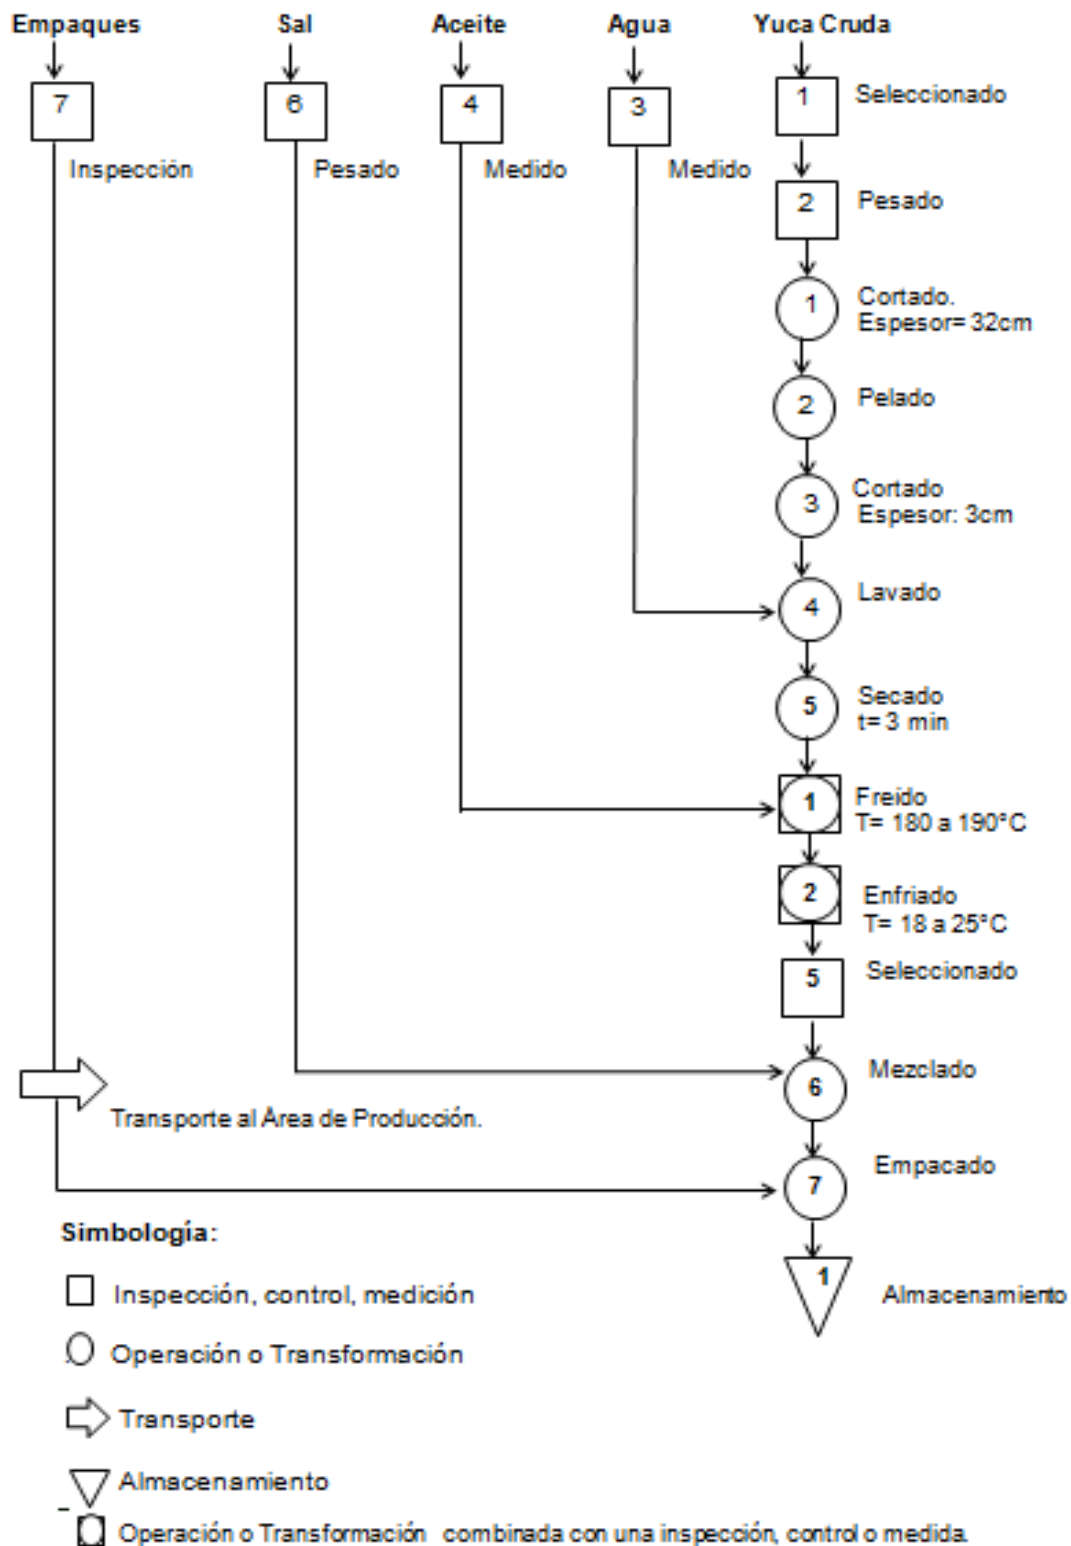 Empaques Sal Aceite Agua Yuca Cruda
7 6 4 3 1 Seleccionado
Inspección Pesado Medido Medido
2 Pesado
1 Cortado.
Espesor= 32cm
2 Pelado
3 Cortado
Espesor: 3cm
4 Lavado
5 Secado
t= 3 min
1 Freido
T= 180 a 190°C
2 Enfriado
T= 18 a 25°C
5 Seleccionado
6 Mezclado
Transporte al Area de Producción.
7 Empacado
1 Almacenamiento
Simbología:
Inspección, control, medición
Operación o Transformación
Transporte
Almacenamiento
Operación o Transformación combinada con una inspección, control o medida.